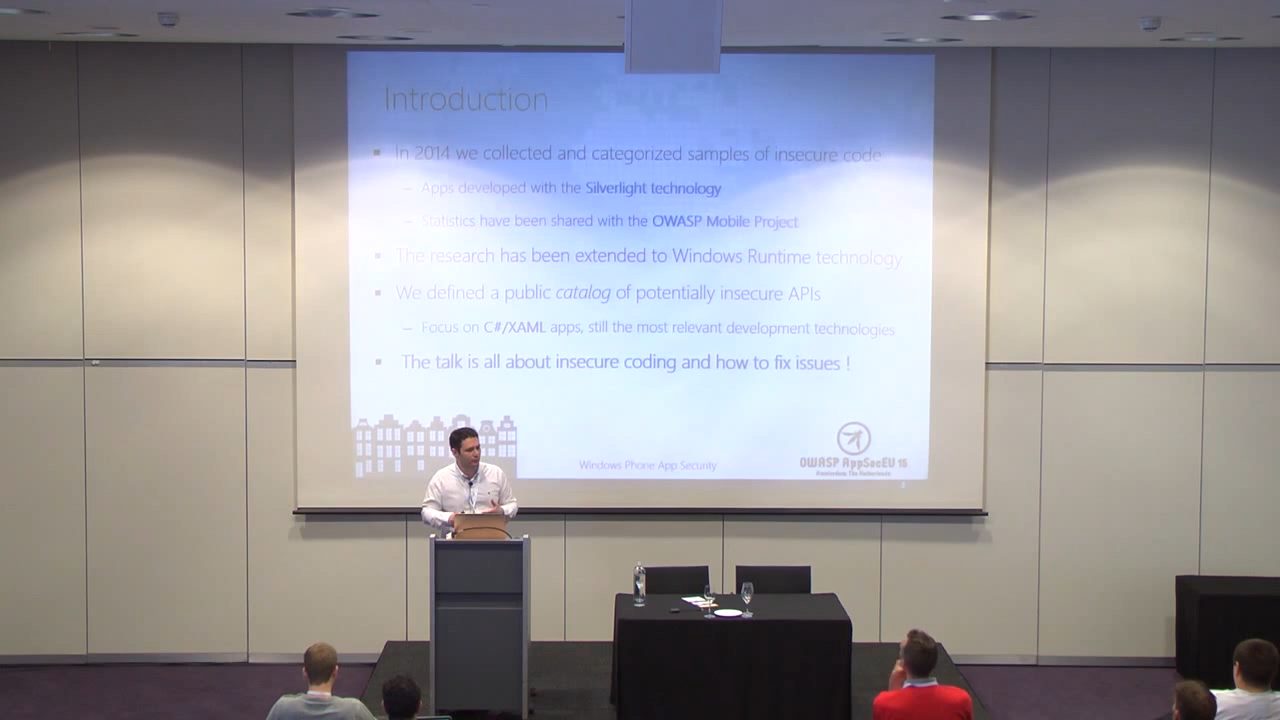 Introduction
In 2014 we collected and categorized samples of insecure code
– Apps developed with the Silverlight technology
– Statistics have been shared with the OWASP Mobile Project
The research has been extended to Windows Runtime technology
We defined a public catalog of potentially insecure APIs
– Focus on C#/XAML apps, still the most relevant development technologies
The talk is all about insecure coding and how to fix issues !
Windows Phone App Security
OWASP AppSecEU 15
Amsterdam, The Netherlands